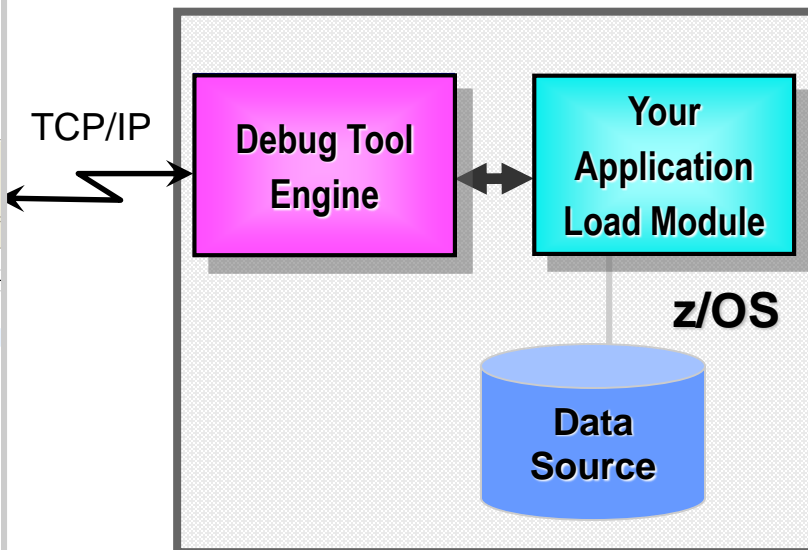 TCP/IP
Debug Tool
Engine
Your
Application
Load Module
z/OS
Data
Source